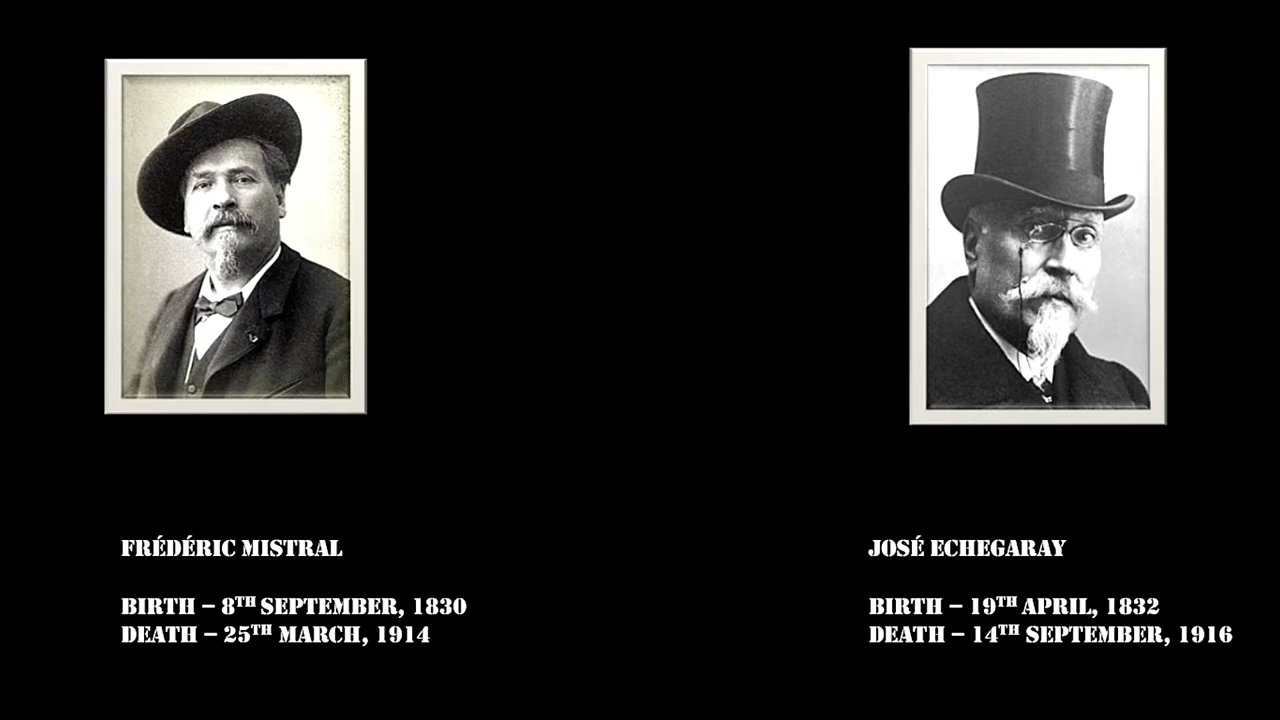 FRÉDÉRIC MISTRAL
BIRTH – 8TH SEPTEMBER, 1830
DEATH – 25TH MARCH, 1914
JOSÉ ECHEGARAY
BIRTH – 19TH APRIL, 1832
DEATH – 14TH SEPTEMBER, 1916